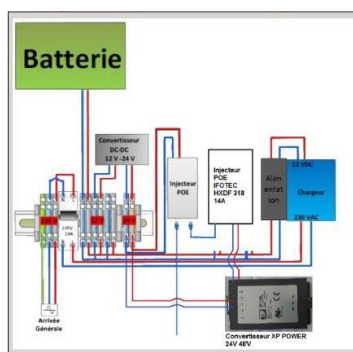 Batterie
Convertisseur
DC-DC
12 V -24 V
Injecteur
POE
Injecteur
POE
IFOTEC
HXDF 318
14A
12 VDC
Alim
entat
ion
Chargeur
230 VAC
Arrivée
Générale
Convertisseur XP POWER
24V 48'V